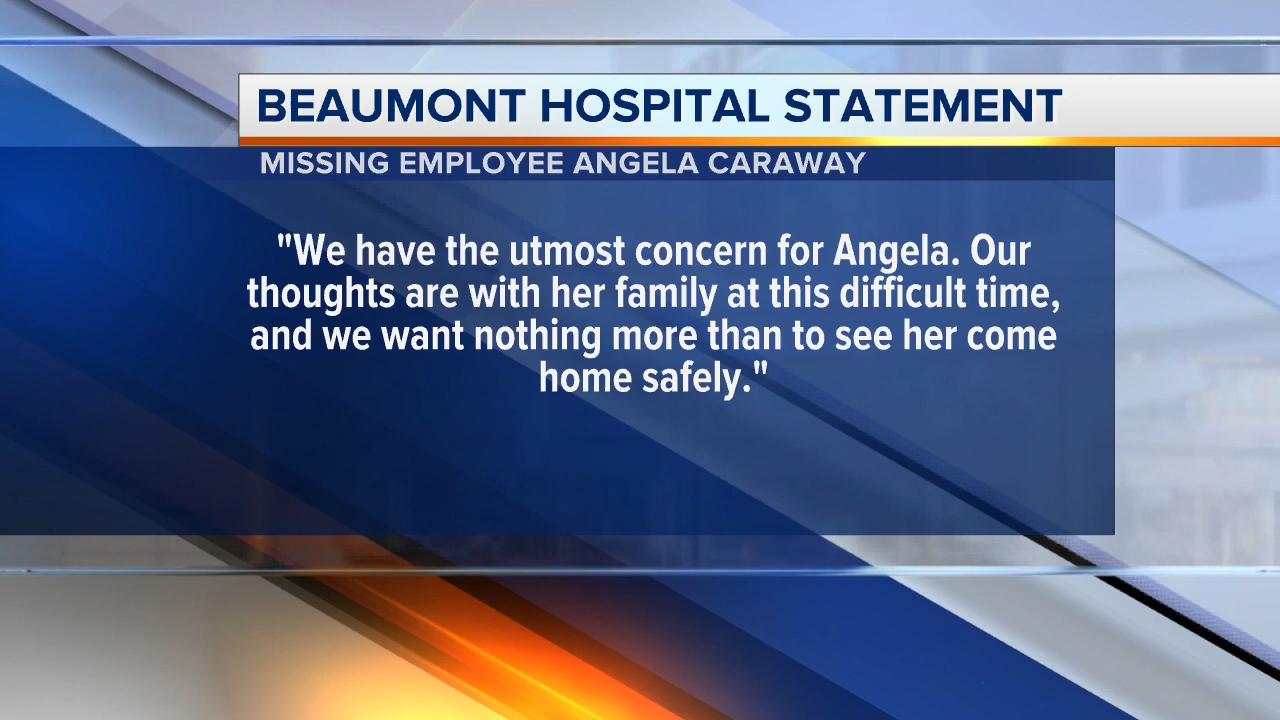 BEAUMONT HOSPITAL STATEMENT
MISSING EMPLOYEE ANGELA CARAWAY
"We have the utmost concern for Angela. Our
thoughts are with her family at this difficult time,
and we want nothing more than to see her come
home safely."